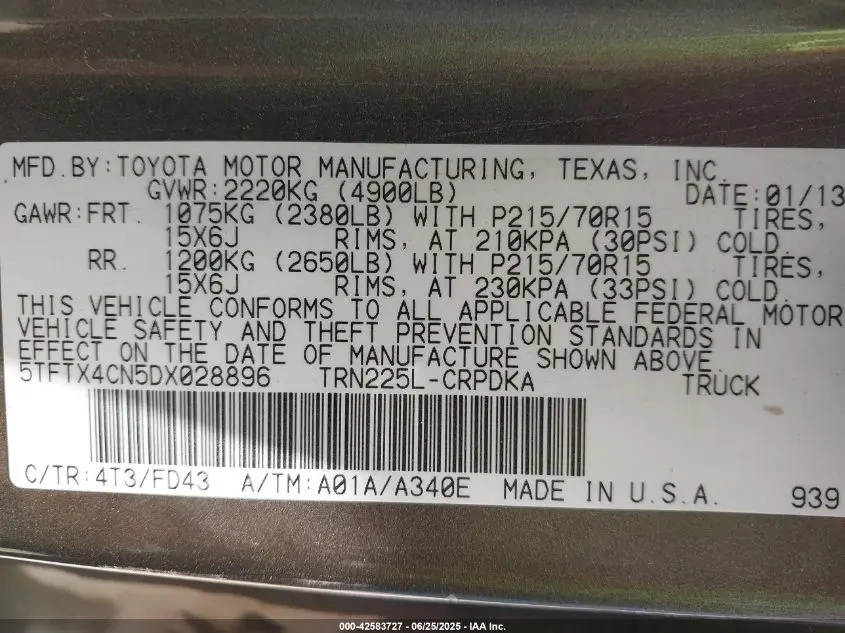 MFD.BY:TOYOTA MOTOR MANUFACTURING, TEXAS, INC.
GVWR:2220KG (4900LB) DATE:01/13
GAWR:FRT. 1075KG (2380LB) WITH P215/70R15 TIRES,
15X6J RIMS, AT 210KPA (30PSI) COLD.
RR. 1200KG (2650LB) WITH P215/70R15 TIRES,
15X6J RIMS, AT 230KPA (33PSI) COLD.
THIS VEHICLE CONFORMS TO ALL APPLICABLE FEDERAL MOTOR
VEHICLE SAFETY AND THEFT PREVENTION STANDARDS IN
EFFECT ON THE DATE OF MANUFACTURE SHOWN ABOVE.
5TFTX4CN5DX028896 TRN225L-CRPDKA TRUCK
C/TR:4T3/FD43 A/TM:A01A/A340E MADE IN U.S.A. 939
000-42583727 - 06/25/2025 - IAA Inc.